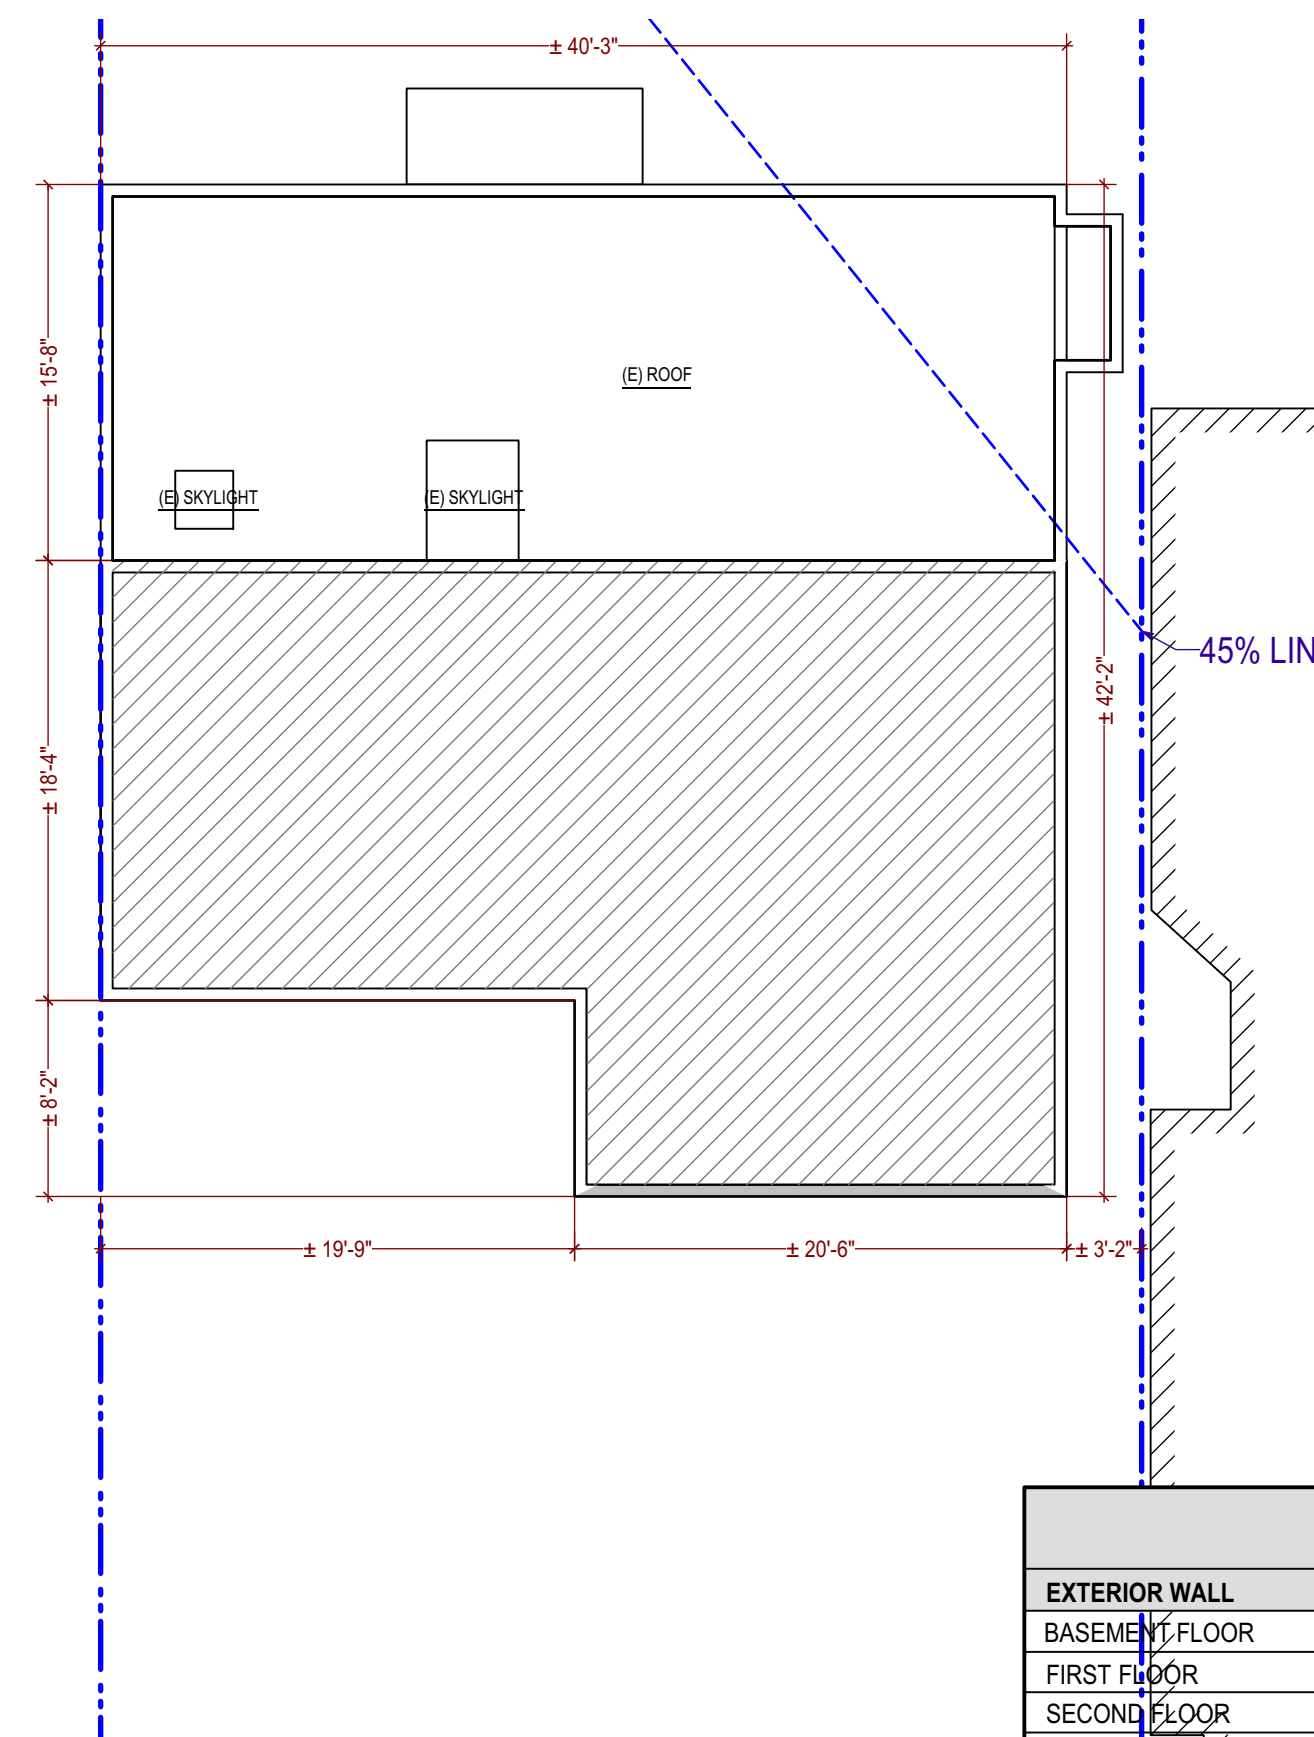 ± 40'-3"
± 15'-8"
(E) ROOF
(E) SKYLIGHT
(E) SKYLIGHT
45% LIN
± 42'-2"
± 18'-4"
± 8'-2"
± 19'-9"
± 20'-6"
± 3'-2"
EXTERIOR WALL
BASEMENT FLOOR
FIRST FLOOR
SECOND FLOOR